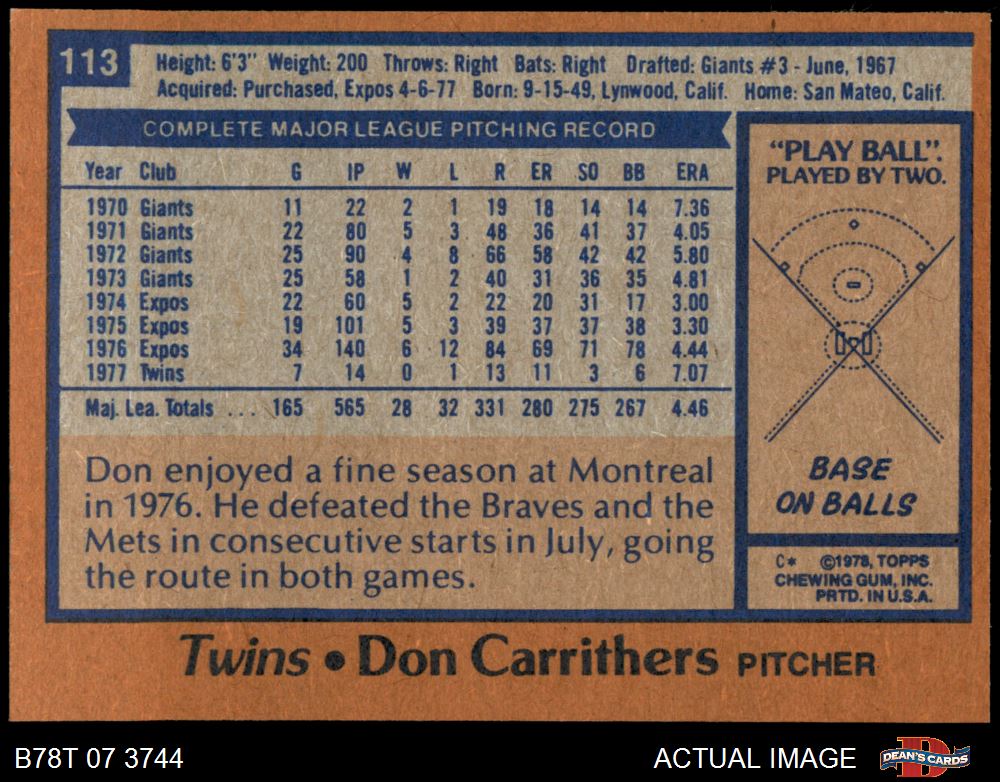 113
Height: 6'3" Weight: 200 Throws: Right Bats: Right Drafted: Giants #3 - June, 1967
Acquired: Purchased, Expos 4-6-77 Born: 9-15-49, Lynwood, Calif. Home: San Mateo, Calif.
COMPLETE MAJOR LEAGUE PITCHING RECORD
Year Club G IP W L R ER SO BB ERA
1970 Giants 11 22 2 1 19 18 14 14 7.36
1971 Giants 22 80 5 3 48 36 41 37 4.05
1972 Giants 25 90 4 8 66 58 42 42 5.80
1973 Giants 25 58 1 2 40 31 36 35 4.81
1974 Expos 22 60 5 2 22 20 31 17 3.00
1975 Expos 19 101 5 3 39 37 37 38 3.30
1976 Expos 34 140 6 12 84 69 71 78 4.44
1977 Twins 7 14 0 1 13 11 3 6 7.07
Maj. Lea. Totals ... 165 565 28 32 331 280 275 267 4.46
Don enjoyed a fine season at Montreal
in 1976. He defeated the Braves and the
Mets in consecutive starts in July, going
the route in both games.
"PLAY BALL".
PLAYED BY TWO.
BASE
ON BALLS
C* ©1978, TOPPS
CHEWING GUM, INC.
PRTD. IN U.S.A.
Twins • Don Carrithers PITCHER
B78T 07 3744
ACTUAL IMAGE
DEAN'S CARDS